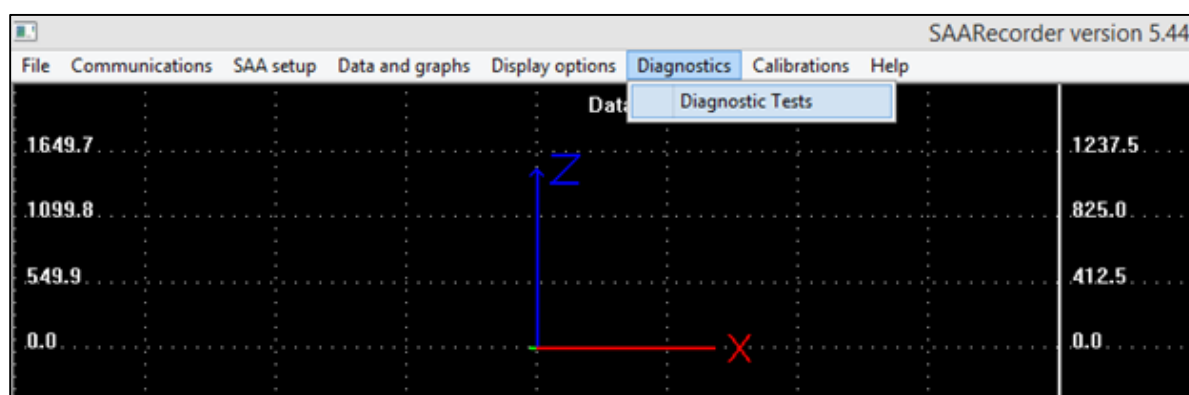 SAARecorder version 5.44
File Communications SAA setup Data and graphs Display options Diagnostics Calibrations Help
Diagnostic Tests
Data
1649.7 1237.5
Z
1099.8 825.0
549.9 412.5
0.0 X 0.0